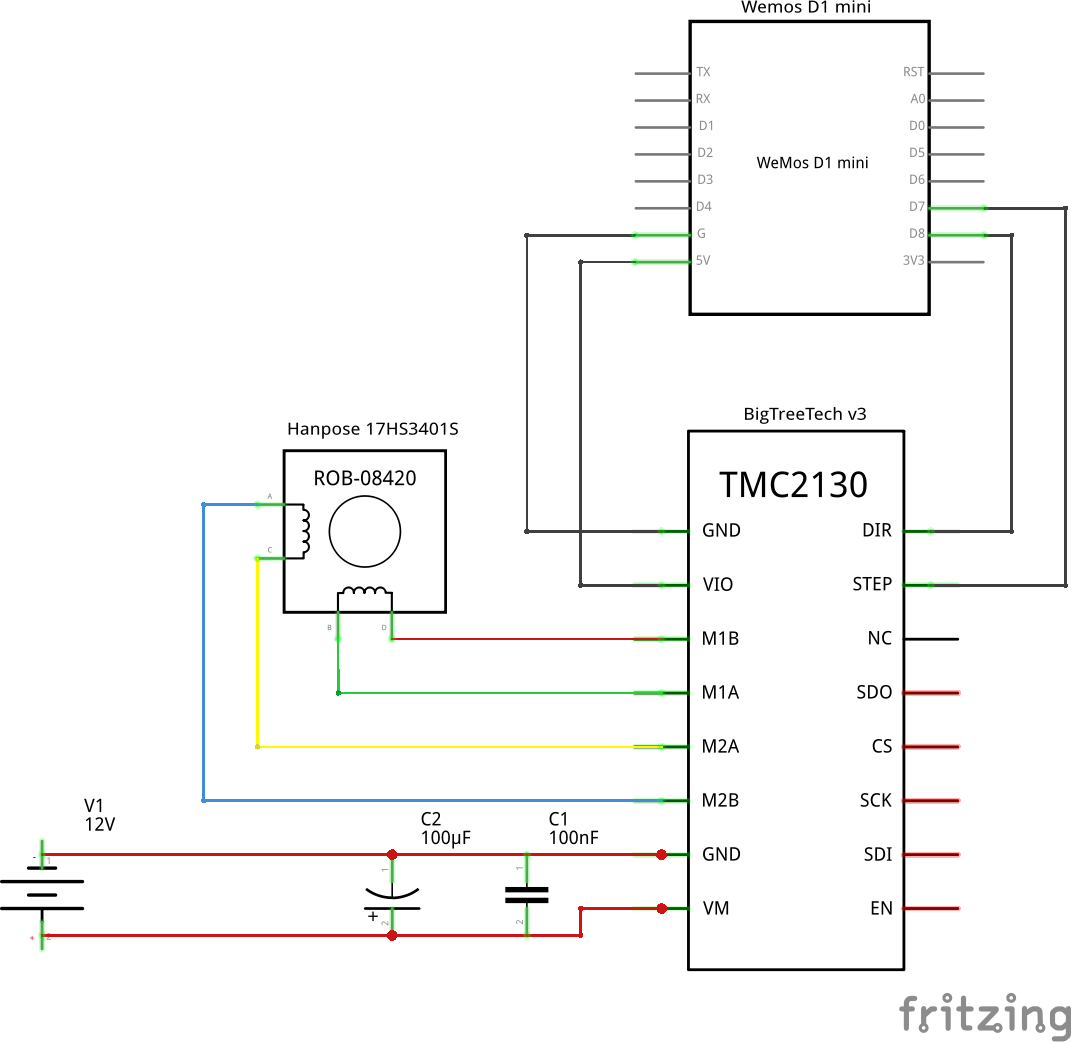 Wemos D1 mini
TX
RST
RX
A0
D1
D0
D2
D5
WeMos D1 mini
D3
D6
D4
D7
G
D8
5V
3V3
BigTreeTech v3
Hanpose 17HS3401S
ROB-08420
TMC2130
A
C
B
D
GND
DIR
VIO
STEP
M1B
NC
M1A
SDO
M2A
CS
M2B
SCK
V1
12V
C2
100µF
C1
100nF
GND
SDI
VM
EN
-
1
1
1
+
2
2
+
2
fritzing